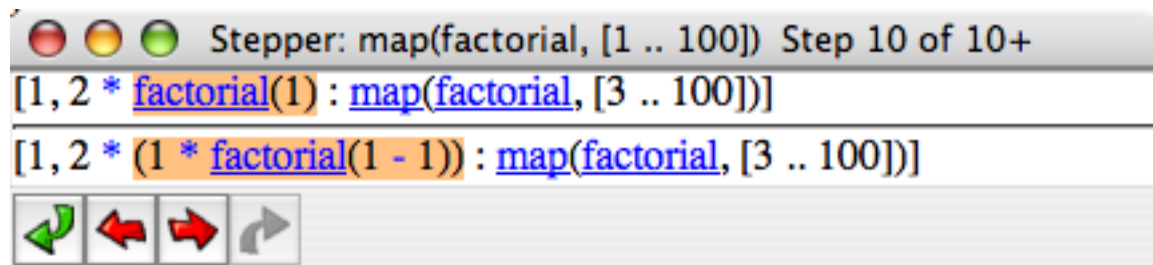 Stepper: map(factorial, [1 .. 100]) Step 10 of 10+
[1, 2 * factorial(1) : map(factorial, [3 .. 100])]
[1, 2 * (1 * factorial(1 - 1)) : map(factorial, [3 .. 100])]